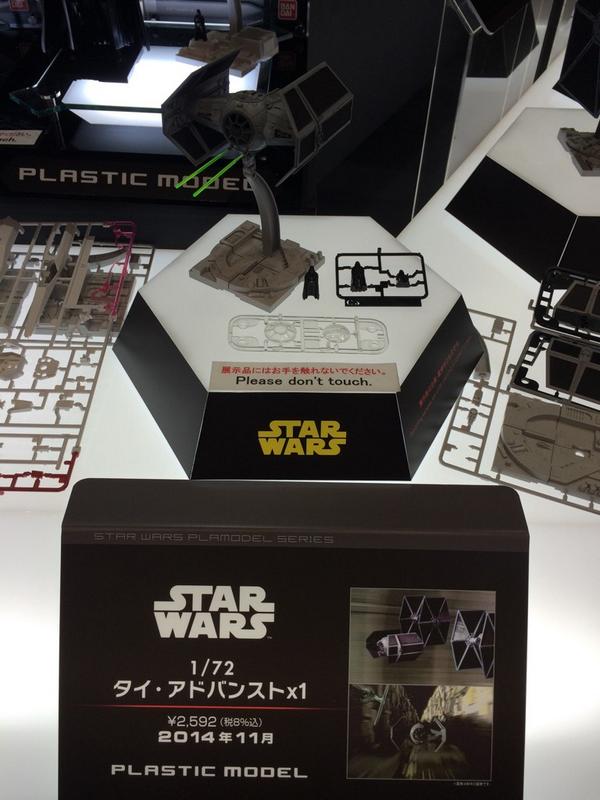 BAN
DAI
PLASTIC MODEL
展示品にはお手を触れないでください。
Please don't touch.
STAR
WARS
STAR WARS PLAMODEL SERIES
STAR
WARS
1/72
タイ・アドバンストx1
¥2,592(税8%込)
2014年11月
PLASTIC MODEL